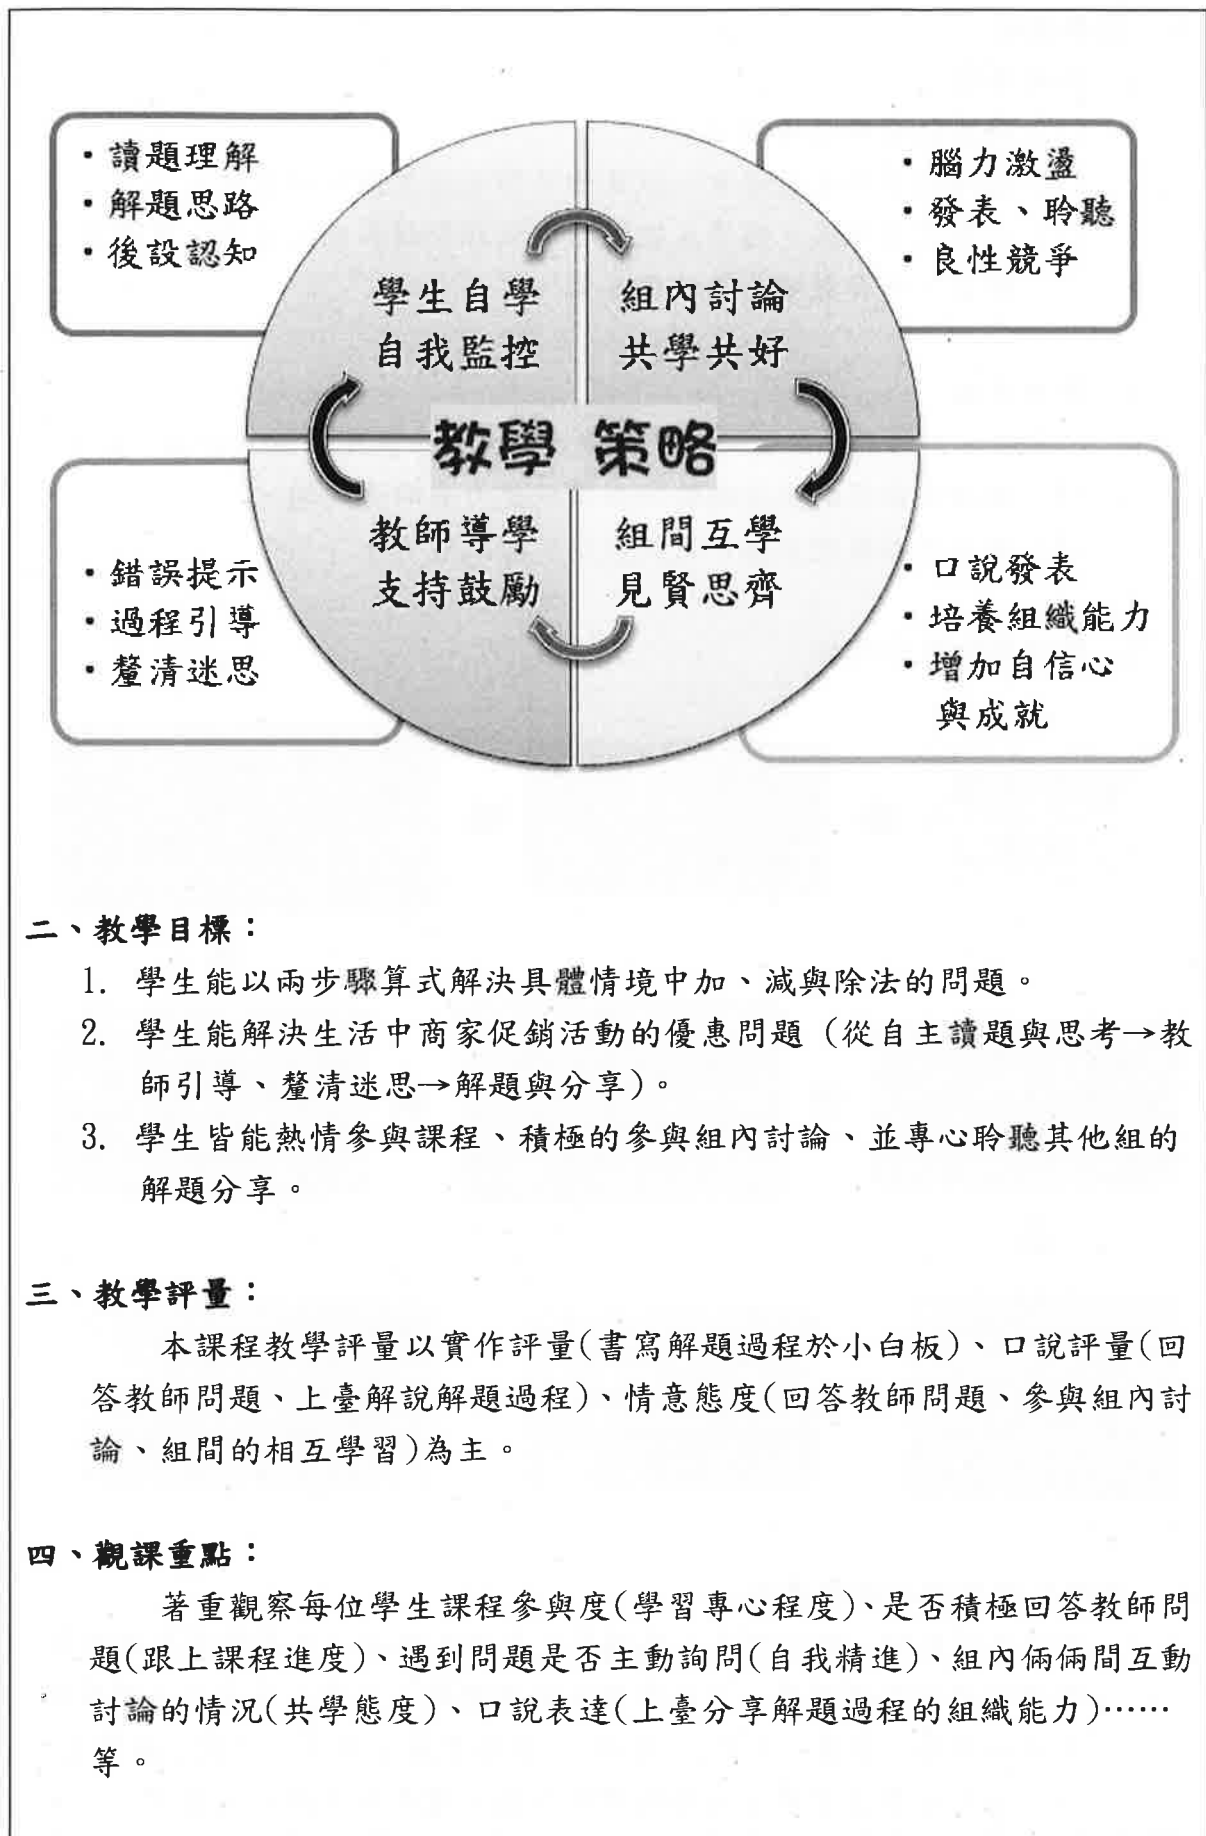 ・讀題理解
・解題思路
・後設認知
・腦力激盪
・發表、聆聽
・良性競爭
學生自學
自我監控
組內討論
共學共好
教學 策略
教師導學
支持鼓勵
組間互學
見賢思齊
・錯誤提示
・過程引導
・釐清迷思
・口說發表
・培養組織能力
・增加自信心
與成就
二、教學目標：
1. 學生能以兩步驟算式解決具體情境中加、減與除法的問題。
2. 學生能解決生活中商家促銷活動的優惠問題（從自主讀題與思考→教
師引導、釐清迷思→解題與分享）。
3. 學生皆能熱情參與課程、積極的參與組內討論、並專心聆聽其他組的
解題分享。
三、教學評量：
本課程教學評量以實作評量(書寫解題過程於小白板)、口說評量(回
答教師問題、上臺解說解題過程)、情意態度(回答教師問題、參與組內討
論、組間的相互學習)為主。
四、觀課重點：
著重觀察每位學生課程參與度(學習專心程度)、是否積極回答教師問
題(跟上課程進度)、遇到問題是否主動詢問(自我精進)、組內倆倆間互動
討論的情況(共學態度)、口說表達(上臺分享解題過程的組織能力)……
等。